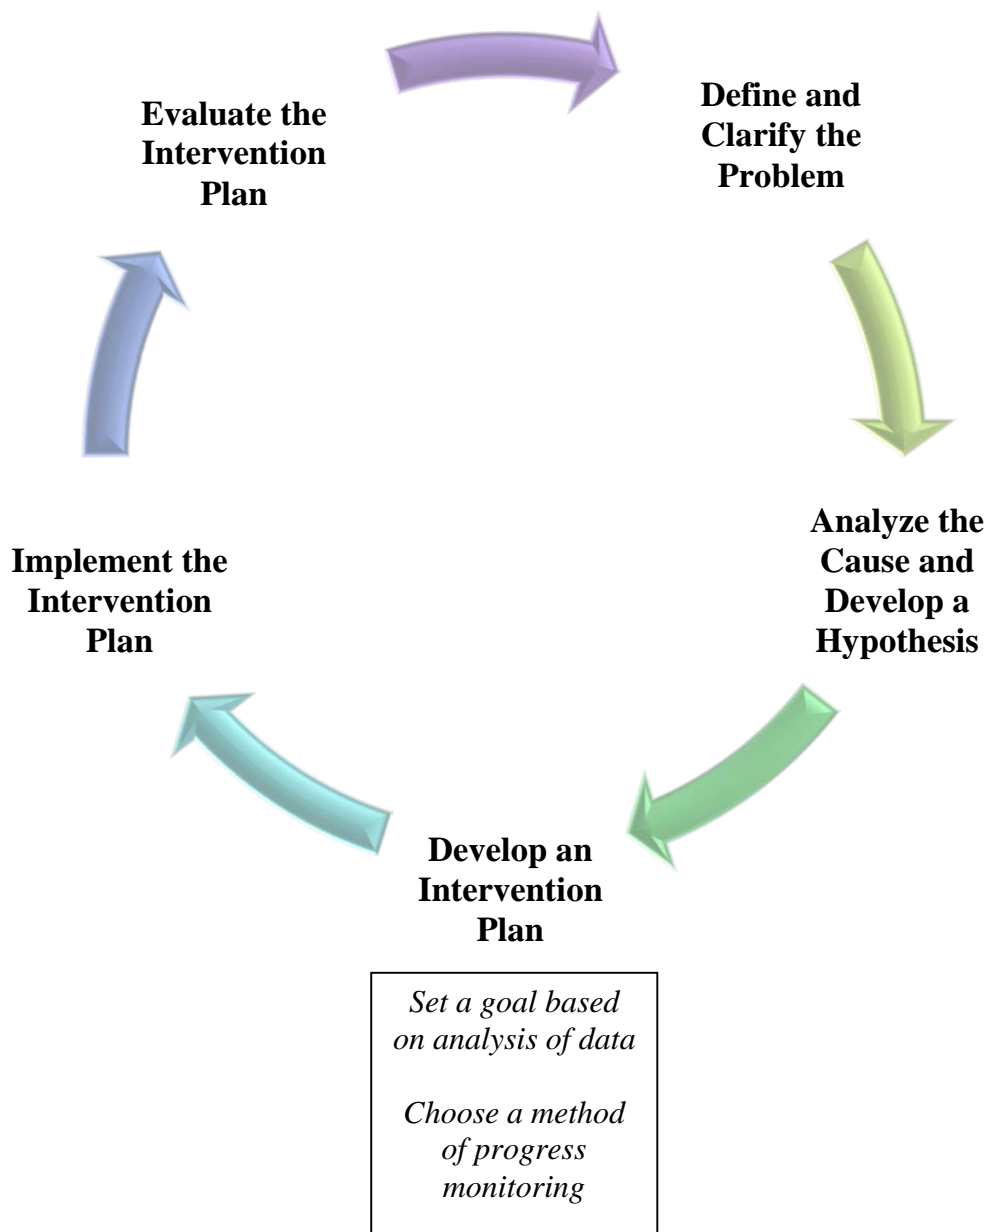 Evaluate the
Intervention
Plan
Define and
Clarify the
Problem
Analyze the
Cause and
Develop a
Hypothesis
Implement the
Intervention
Plan
Develop an
Intervention
Plan
Set a goal based
on analysis of data
Choose a method
of progress
monitoring